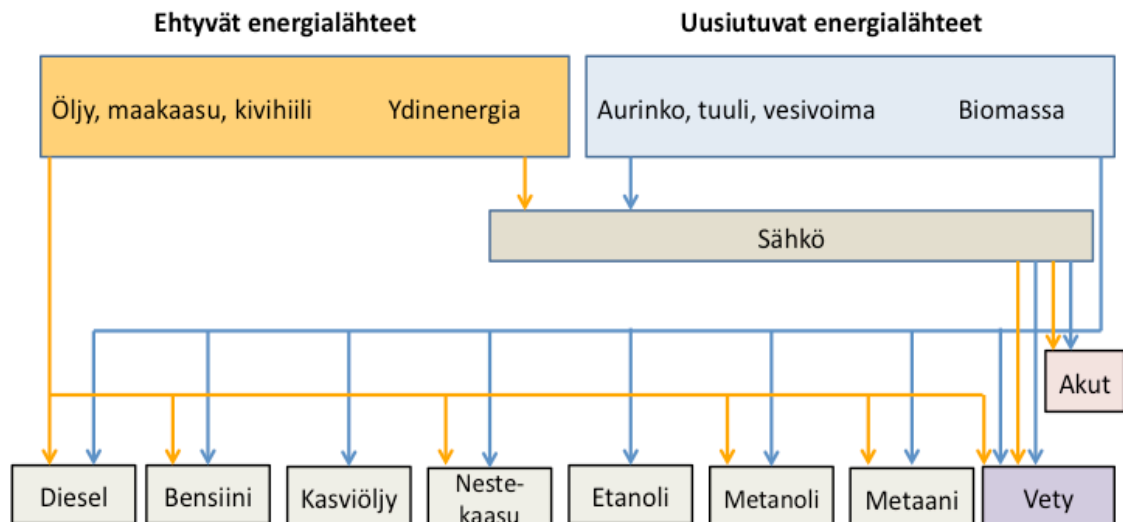 Ehtyvät energialähteet
Uusiutuvat energialähteet
Öljy, maakaasu, kivihiili
Ydinenergia
Aurinko, tuuli, vesivoima
Biomassa
Sähkö
Akut
Diesel
Bensiini
Kasviöljy
Neste-
kaasu
Etanoli
Metanoli
Metaani
Vety